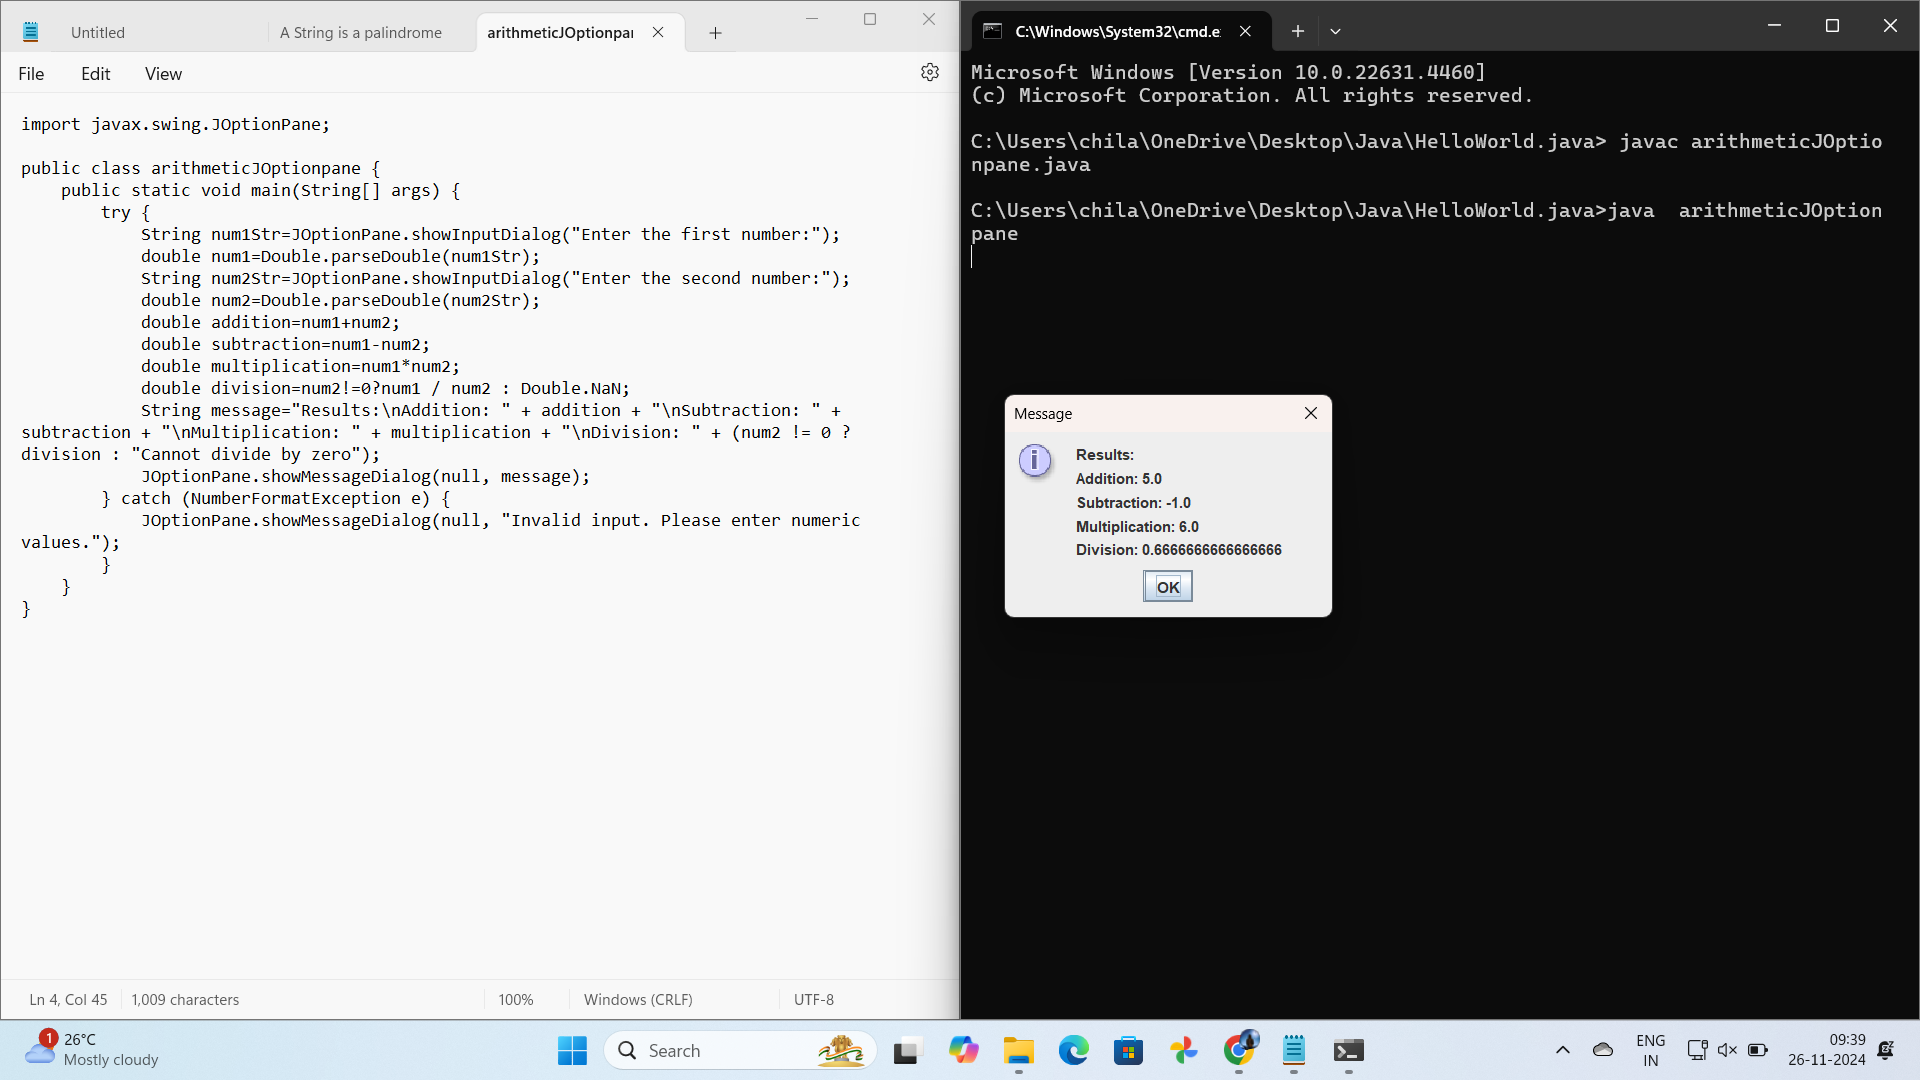 Untitled
A String is a palindrome
arithmeticJOptionpan
File Edit View
import javax.swing.JOptionPane;
public class arithmeticJOptionpane {
public static void main(String[] args) {
try {
String num1Str=JOptionPane.showInputDialog("Enter the first number:");
double num1=Double.parseDouble(num1Str);
String num2Str=JOptionPane.showInputDialog("Enter the second number:");
double num2=Double.parseDouble(num2Str);
double addition=num1+num2;
double subtraction=num1-num2;
double multiplication=num1*num2;
double division=num2!=0?num1 / num2 : Double.NaN;
String message="Results:\nAddition: " + addition + "\nSubtraction: " +
subtraction + "\nMultiplication: " + multiplication + "\nDivision: " + (num2 != 0 ?
division : "Cannot divide by zero");
JOptionPane.showMessageDialog(null, message);
} catch (NumberFormatException e) {
JOptionPane.showMessageDialog(null, "Invalid input. Please enter numeric
values.");
}
}
}
Ln 4, Col 45
1,009 characters
100%
Windows (CRLF)
UTF-8
C:\Windows\System32\cmd.e
Microsoft Windows [Version 10.0.22631.4460]
(c) Microsoft Corporation. All rights reserved.
C:\Users\chila\OneDrive\Desktop\Java\HelloWorld.java> javac arithmeticJOptio
npane.java
C:\Users\chila\OneDrive\Desktop\Java\HelloWorld.java>java  arithmeticJOption
pane
Message
Results:
Addition: 5.0
Subtraction: -1.0
Multiplication: 6.0
Division: 0.6666666666666666
OK
1
26°C
Mostly cloudy
Search
ENG
IN
09:39
26-11-2024